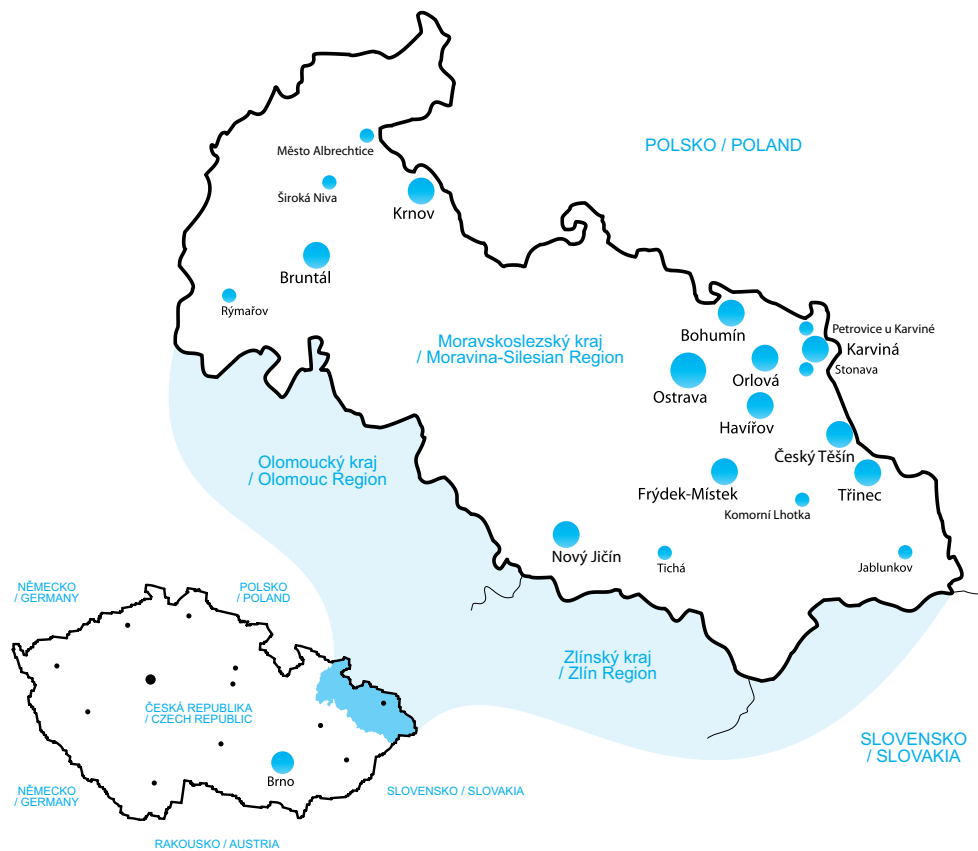 Město Albrechtice
POLSKO / POLAND
Široká Niva
Krnov
Bruntál
Rýmařov
Bohumín
Petrovice u Karviné
Moravskoslezský kraj
/ Moravina-Silesian Region
Karviná
Orlová
Stonava
Ostrava
Havířov
Český Těšín
Olomoucký kraj
/ Olomouc Region
Frýdek-Místek
Třinec
Komorní Lhotka
Nový Jičín
Tichá
Jablunkov
NĚMECKO
/ GERMANY
POLSKO
/ POLAND
Zlínský kraj
/ Zlín Region
ČESKÁ REPUBLIKA
/ CZECH REPUBLIC
SLOVENSKO
/ SLOVAKIA
Brno
NĚMECKO
/ GERMANY
SLOVENSKO / SLOVAKIA
RAKOUSKO / AUSTRIA